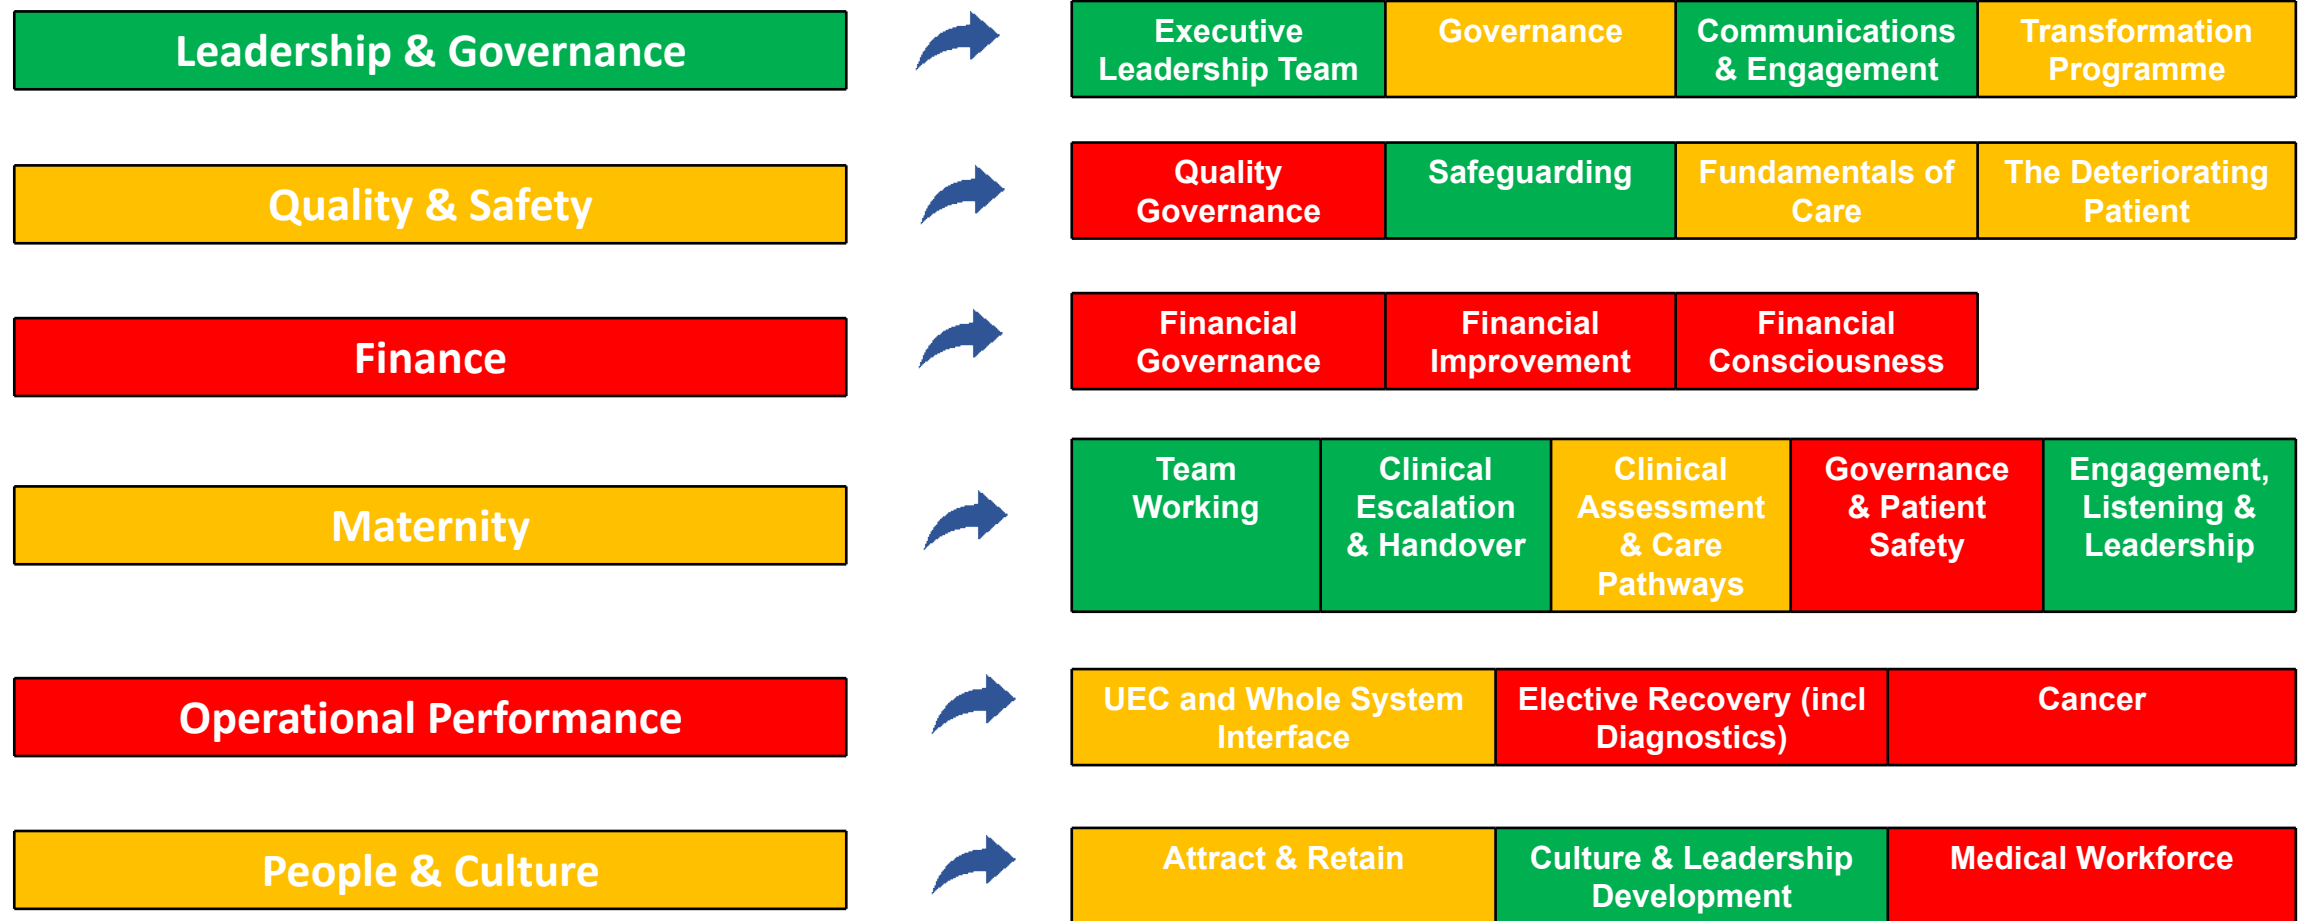 Leadership & Governance
Executive
Leadership Team
Governance
Communications
& Engagement
Transformation
Programme
Quality & Safety
Quality
Governance
Safeguarding
Fundamentals of
Care
The Deteriorating
Patient
Finance
Financial
Governance
Financial
Improvement
Financial
Consciousness
Maternity
Team
Working
Clinical
Escalation
& Handover
Clinical
Assessment
& Care
Pathways
Governance
& Patient
Safety
Engagement,
Listening &
Leadership
Operational Performance
UEC and Whole System
Interface
Elective Recovery (incl
Diagnostics)
Cancer
People & Culture
Attract & Retain
Culture & Leadership
Development
Medical Workforce